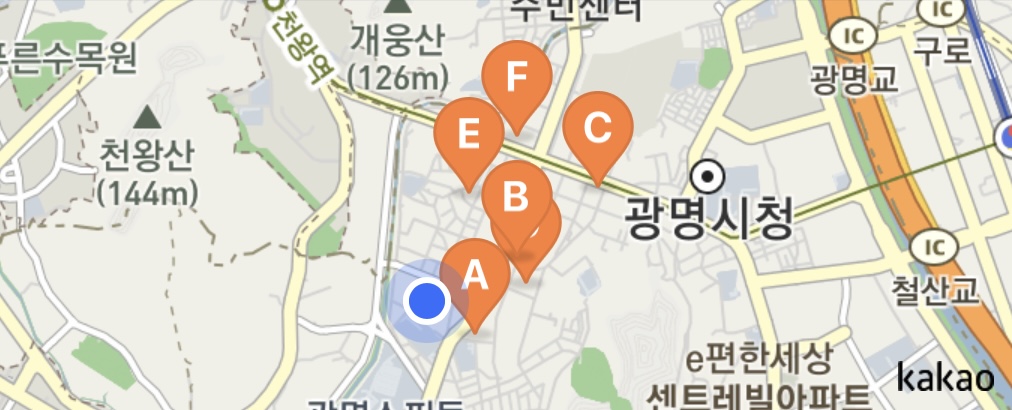 주민센터
천왕역
개웅산
(126m)
푸른수목원
IC
구로
IC
광명교
F
E
C
천왕산
(144m)
B
광명시청
A
IC
철산교
e편한세상
센트레빌아파트
kakao